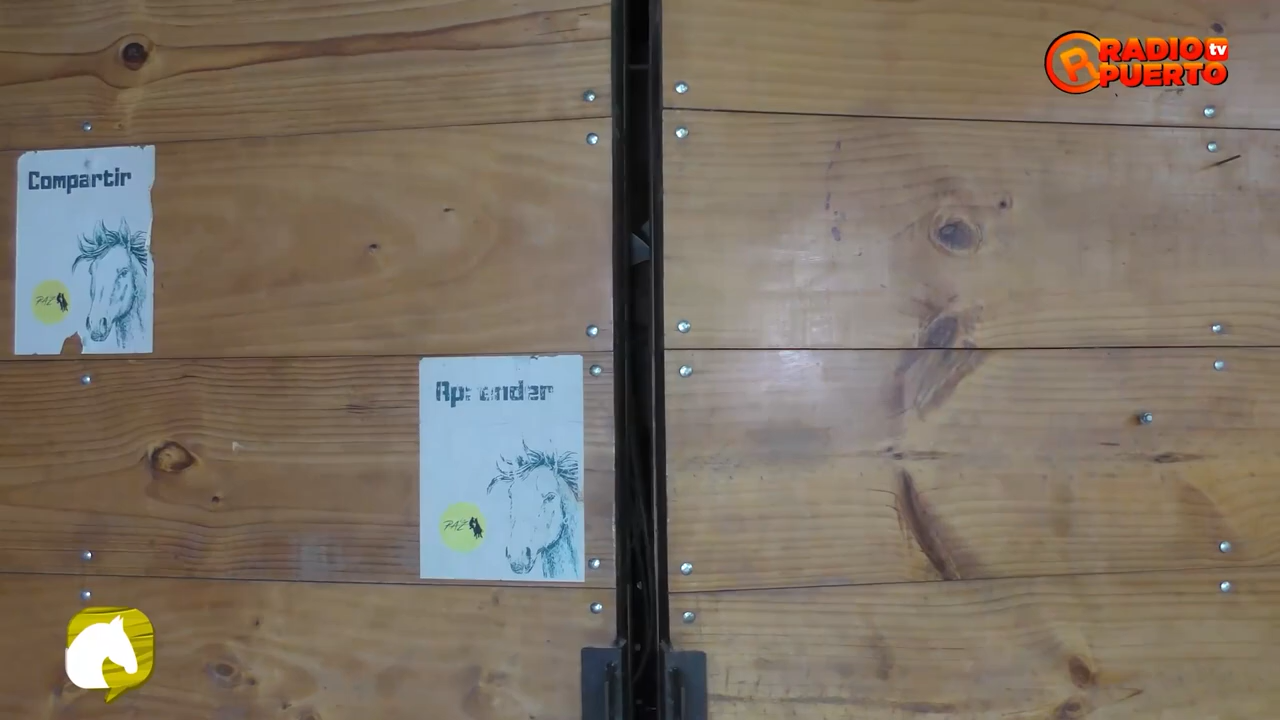 RADIO tv
PUERTO
Compartir
PAZ
Aprender
PAZ